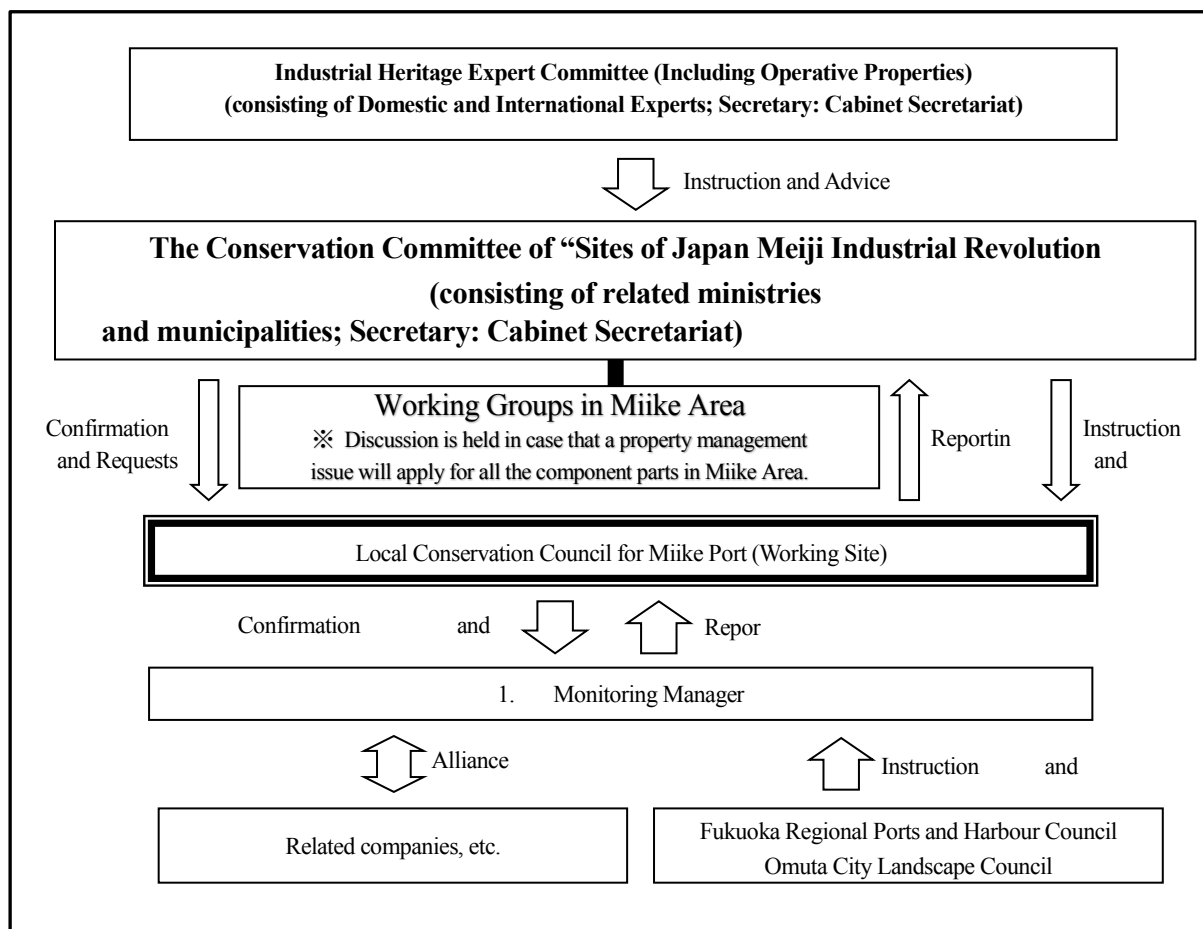 Industrial Heritage Expert Committee (Including Operative Properties)
(consisting of Domestic and International Experts; Secretary: Cabinet Secretariat)
Instruction and Advice
The Conservation Committee of “Sites of Japan Meiji Industrial Revolution
(consisting of related ministries
and municipalities; Secretary: Cabinet Secretariat)
Confirmation
and Requests
Working Groups in Miike Area
※ Discussion is held in case that a property management
issue will apply for all the component parts in Miike Area.
Reportin
Instruction
and
Local Conservation Council for Miike Port (Working Site)
Confirmation and
Repor
1. Monitoring Manager
Alliance
Instruction and
Related companies, etc.
Fukuoka Regional Ports and Harbour Council
Omuta City Landscape Council